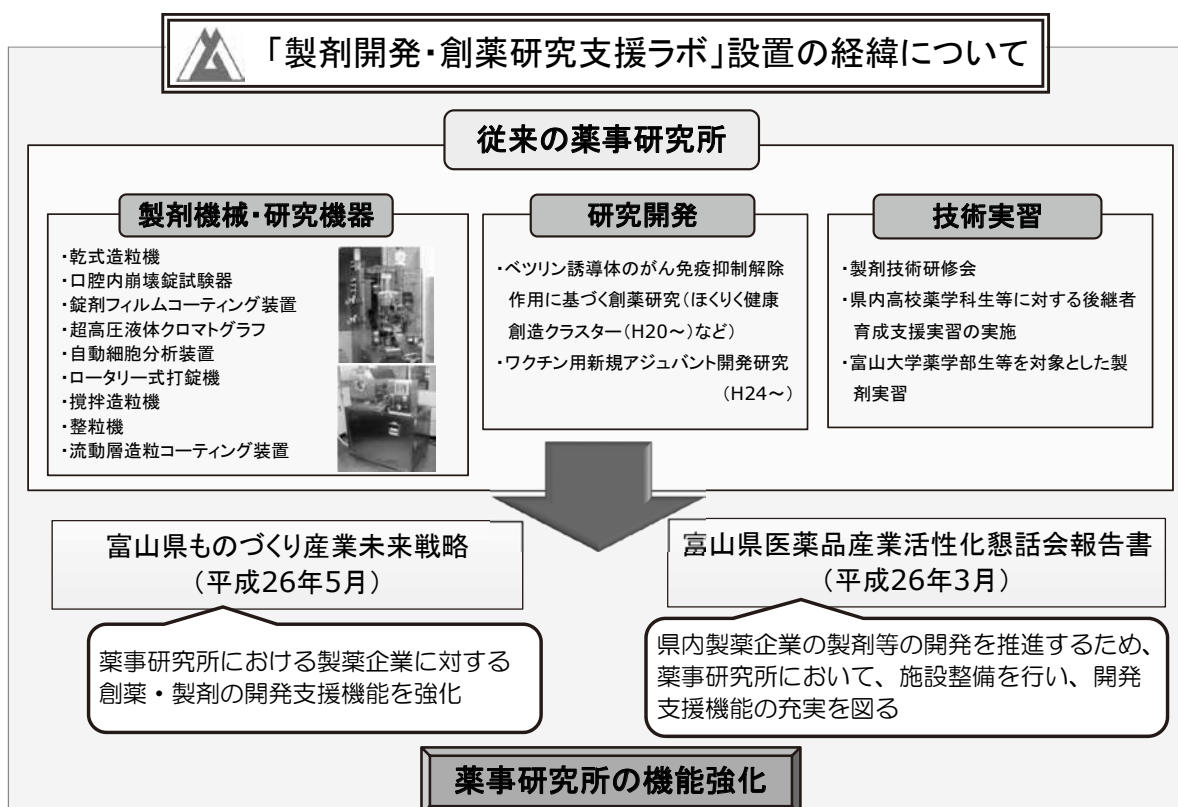 「製剤開発・創薬研究支援ラボ」設置の経緯について
従来の薬事研究所
製剤機械・研究機器
・乾式造粒機
・口腔内崩壊錠試験器
・錠剤フィルムコーティング装置
・超高圧液体クロマトグラフ
・自動細胞分析装置
・ロータリー式打錠機
・撹拌造粒機
・整粒機
・流動層造粒コーティング装置
研究開発
・ベツリン誘導体のがん免疫抑制解除
作用に基づく創薬研究(ほくりく健康
創造クラスター(H20～)など)
・ワクチン用新規アジュバント開発研究
(H24～)
技術実習
・製剤技術研修会
・県内高校薬学科生等に対する後継者
育成支援実習の実施
・富山大学薬学部生等を対象とした製
剤実習
富山県ものづくり産業未来戦略
(平成26年5月)
薬事研究所における製薬企業に対する
創薬・製剤の開発支援機能を強化
富山県医薬品産業活性化懇話会報告書
(平成26年3月)
県内製薬企業の製剤等の開発を推進するため、
薬事研究所において、施設整備を行い、開発
支援機能の充実を図る
薬事研究所の機能強化